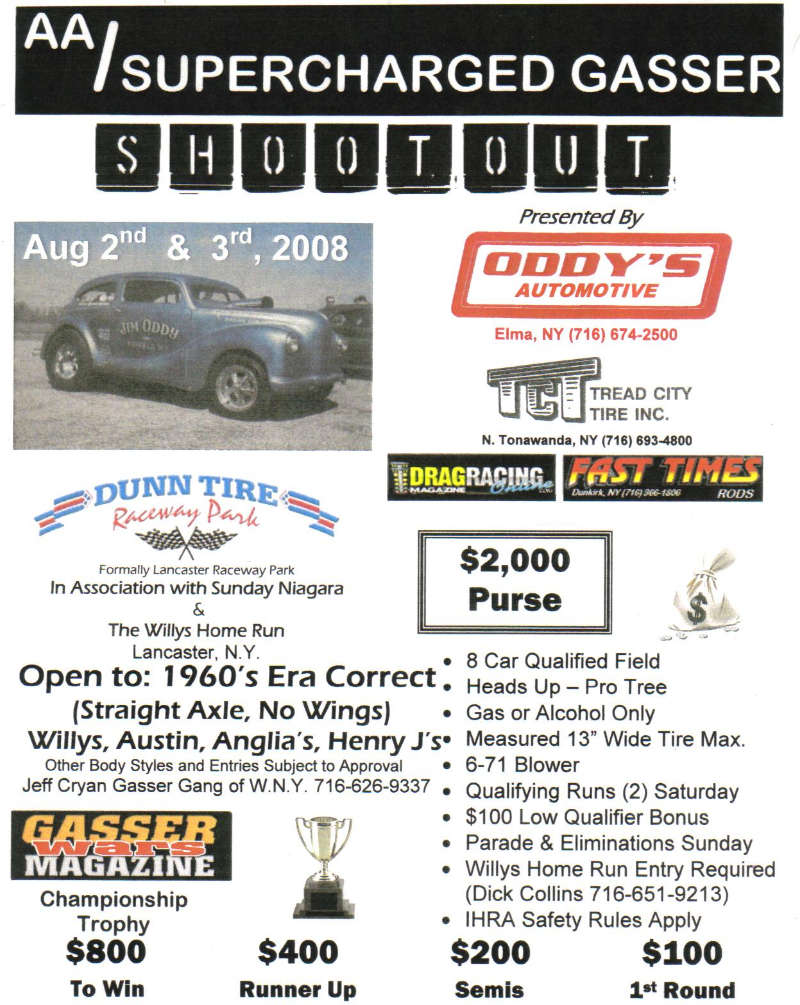 AA/SUPERCHARGED GASSER
SHOOTOUT
Aug 2nd & 3rd, 2008
JIM ODDY
Presented By
ODDY'S
AUTOMOTIVE
Elma, NY (716) 674-2500
TCT TREAD CITY
TIRE INC.
N. Tonawanda, NY (716) 693-4800
DRAGRACING
MAGAZINE Online
FAST TIMES
Dunkirk, NY (716) 366-1806 RODS
DUNN TIRE
Raceway Park
Formally Lancaster Raceway Park
In Association with Sunday Niagara
&
The Willys Home Run
Lancaster, N.Y.
Open to: 1960's Era Correct
(Straight Axle, No Wings)
Willys, Austin, Anglia's, Henry J's
Other Body Styles and Entries Subject to Approval
Jeff Cryan Gasser Gang of W.N.Y. 716-626-9337
$2,000
Purse
$
• 8 Car Qualified Field
• Heads Up – Pro Tree
• Gas or Alcohol Only
• Measured 13" Wide Tire Max.
• 6-71 Blower
• Qualifying Runs (2) Saturday
• $100 Low Qualifier Bonus
• Parade & Eliminations Sunday
• Willys Home Run Entry Required
(Dick Collins 716-651-9213)
• IHRA Safety Rules Apply
GASSER
Wars
MAGAZINE
Championship
Trophy
$800
To Win
$400
Runner Up
$200
Semis
$100
1st Round